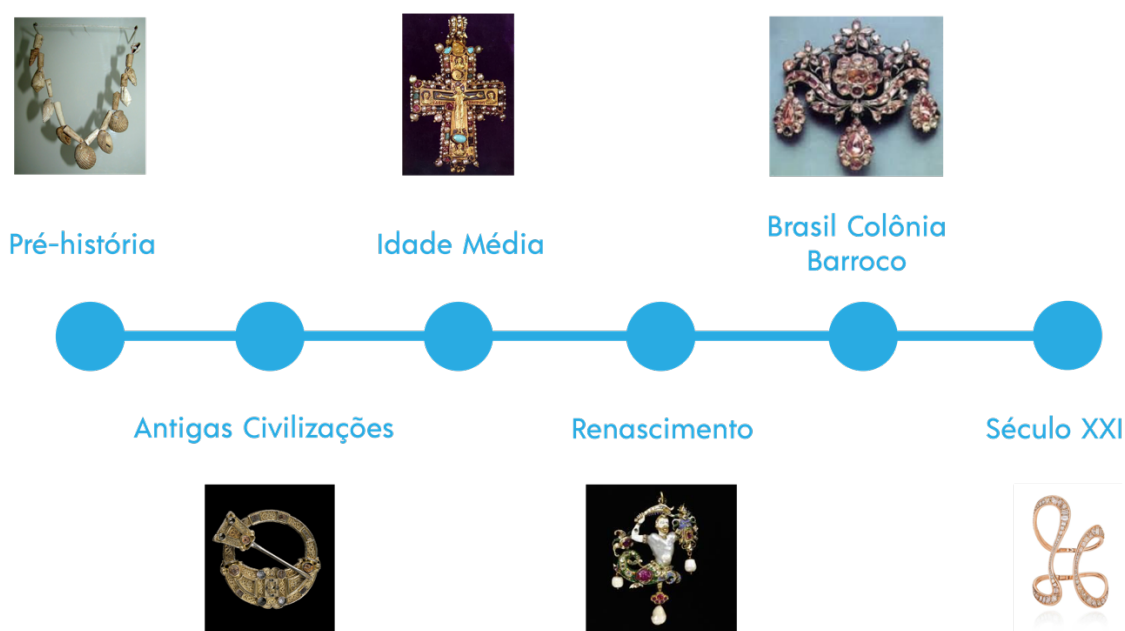 Pré-história
Idade Média
Brasil Colônia
Barroco
Antigas Civilizações
Renascimento
Século XXI